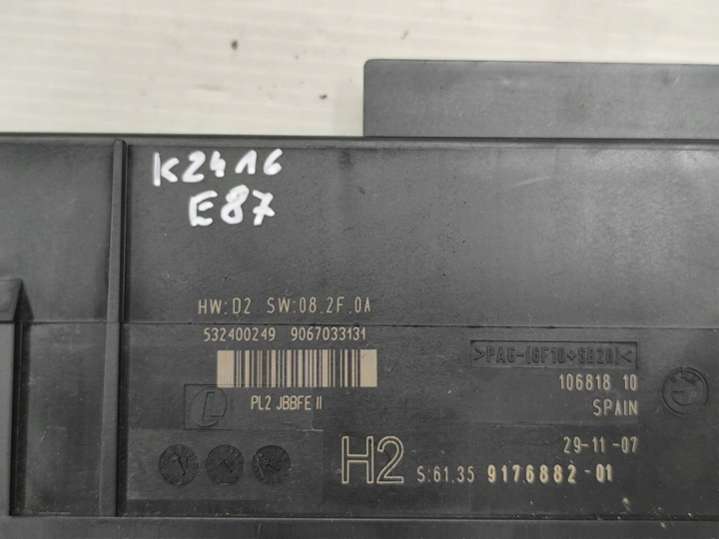 K2416
E87
HW:D2 SW:08.2F.0A
532400249 9067033131
>PA6-(GF10+SB20)<
PL2 JBBFE II
106818 10
SPAIN
29-11-07
H2 S:61.35 9176882-01